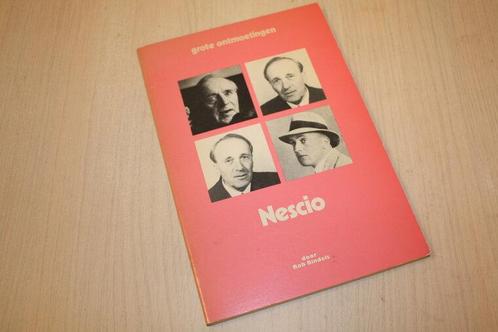 grote ontmoetingen
Nescio
door
Rob Bindels